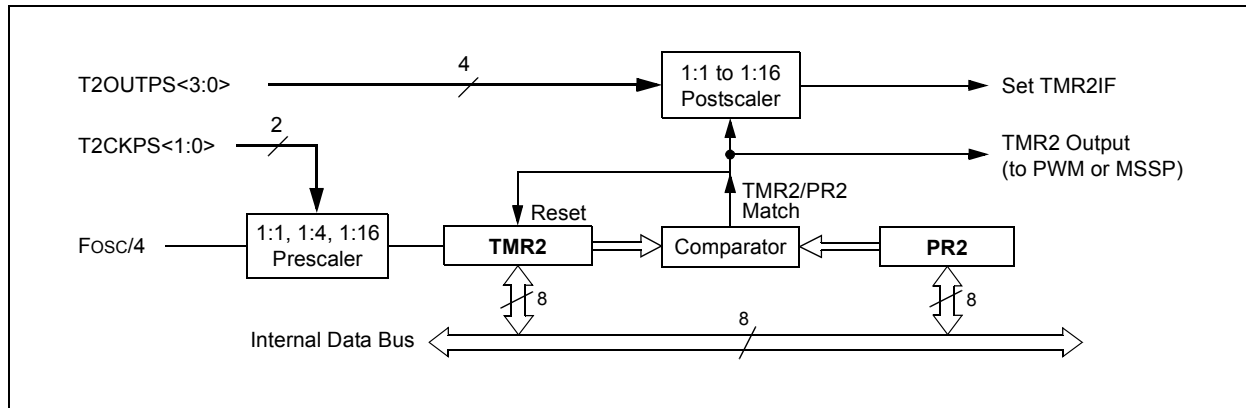 T2OUTPS<3:0>
4
1:1 to 1:16
Postscaler
Set TMR2IF
T2CKPS<1:0>
2
TMR2 Output
(to PWM or MSSP)
TMR2/PR2
Match
Reset
FOSC/4
1:1, 1:4, 1:16
Prescaler
TMR2
Comparator
PR2
8
8
Internal Data Bus
8